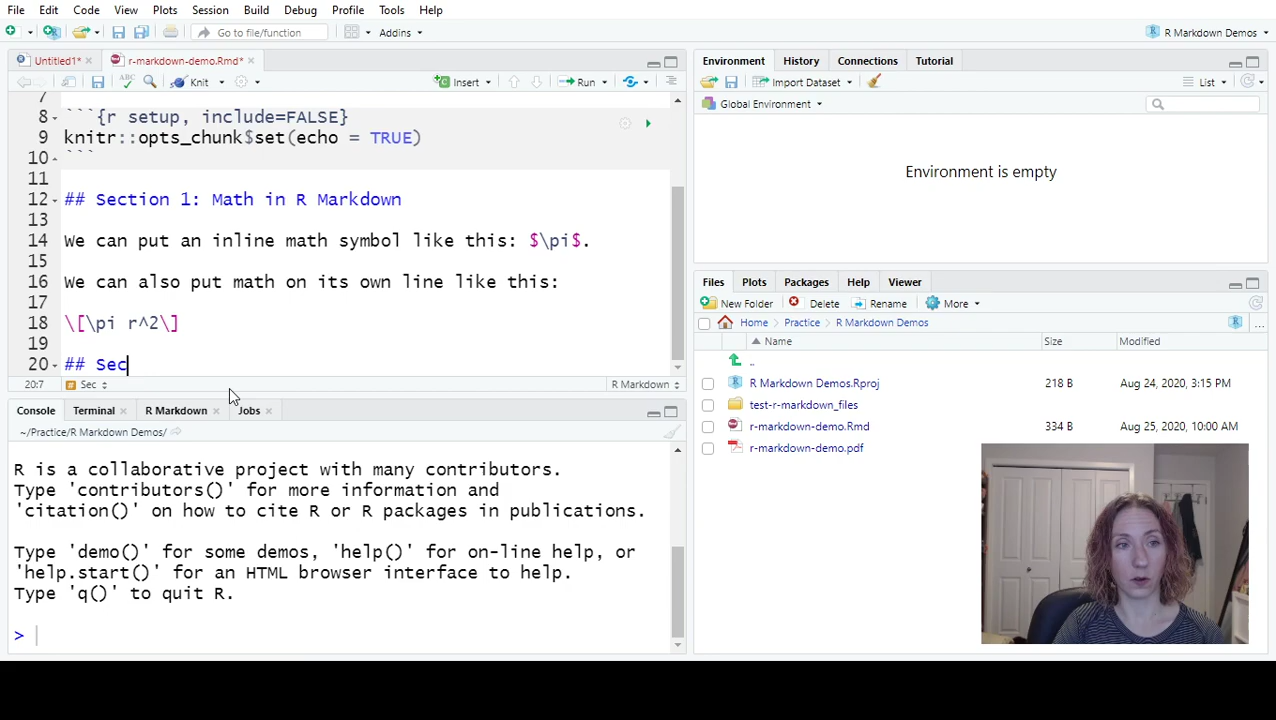 File Edit Code View Plots Session Build Debug Profile Tools Help
Go to file/function Addins R Markdown Demos
Untitled1* r-markdown-demo.Rmd*
ABC Knit Insert Run
7
8 ```{r setup, include=FALSE}
9 knitr::opts_chunk$set(echo = TRUE)
10 ```
11
12 ## Section 1: Math in R Markdown
13
14 We can put an inline math symbol like this: $\pi$.
15
16 We can also put math on its own line like this:
17
18 \[\pi r^2\]
19
20 ## Sec
20:7 # Sec R Markdown
Console Terminal R Markdown Jobs
~/Practice/R Markdown Demos/
R is a collaborative project with many contributors.
Type 'contributors()' for more information and
'citation()' on how to cite R or R packages in publications.
Type 'demo()' for some demos, 'help()' for on-line help, or
'help.start()' for an HTML browser interface to help.
Type 'q()' to quit R.
>
Environment History Connections Tutorial
Import Dataset List
Global Environment
Environment is empty
Files Plots Packages Help Viewer
New Folder Delete Rename More
Home Practice R Markdown Demos ...
Name Size Modified
..
R Markdown Demos.Rproj 218 B Aug 24, 2020, 3:15 PM
test-r-markdown_files
r-markdown-demo.Rmd 334 B Aug 25, 2020, 10:00 AM
r-markdown-demo.pdf